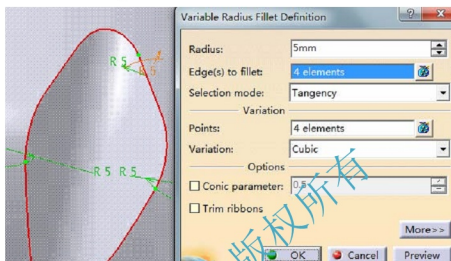 Variable Radius Fillet Definition
?
R 5
R 5 R 5
Radius: 5mm
Edge(s) to fillet: 4 elements
Selection mode: Tangency
Variation
Points: 4 elements
Variation: Cubic
Options
Conic parameter: 0,5
Trim ribbons
More>>
OK Cancel Preview
版权所有